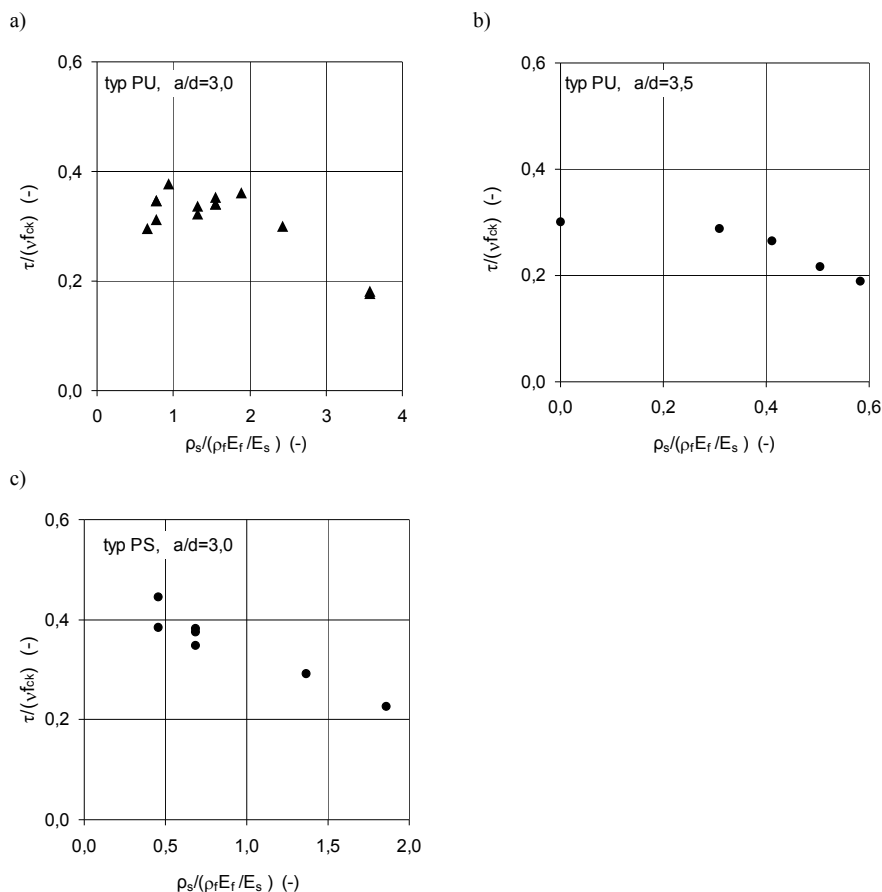 a)
typ PU, a/d=3,0
τ/(νfck) (-)
0,6
0,4
0,2
0,0
0 1 2 3 4
ρs/(ρfEf/Es) (-)
b)
typ PU, a/d=3,5
τ/(νfck) (-)
0,6
0,4
0,2
0,0
0,0 0,2 0,4 0,6
ρs/(ρfEf/Es) (-)
c)
typ PS, a/d=3,0
τ/(νfck) (-)
0,6
0,4
0,2
0,0
0,0 0,5 1,0 1,5 2,0
ρs/(ρfEf/Es) (-)